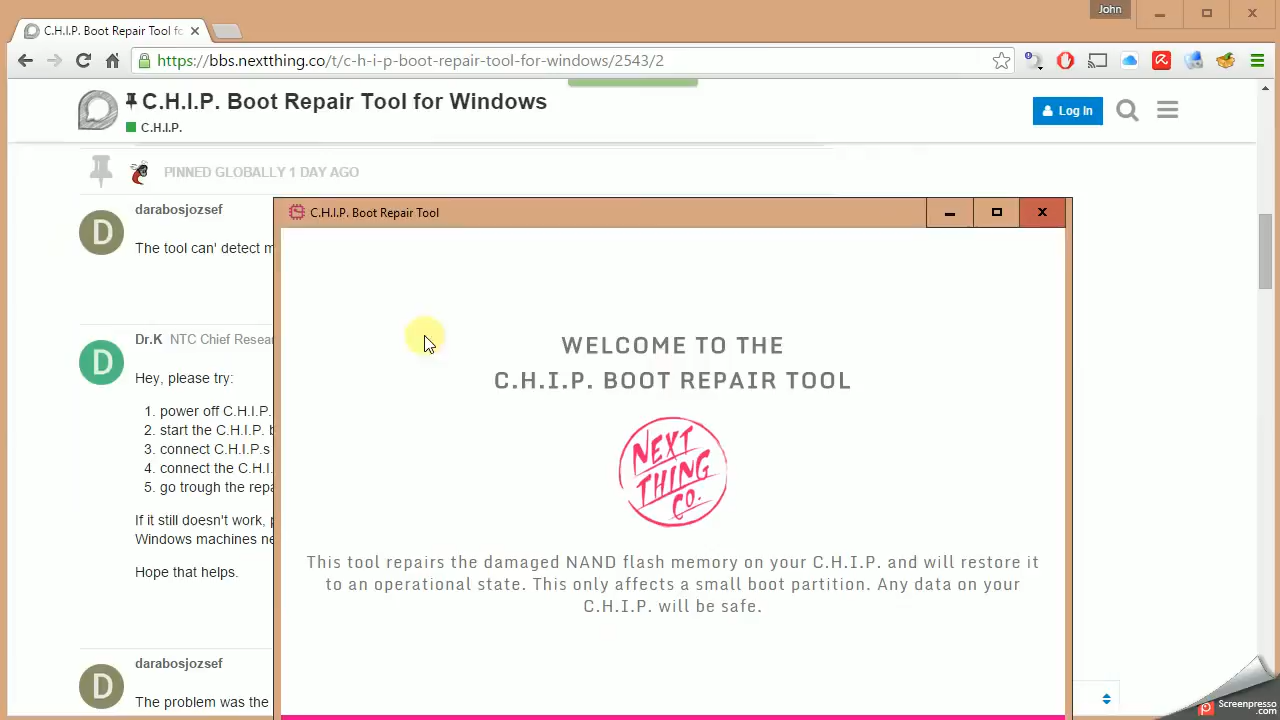 John
C.H.I.P. Boot Repair Tool fo
https://bbs.nextthing.co/t/c-h-i-p-boot-repair-tool-for-windows/2543/2
C.H.I.P. Boot Repair Tool for Windows
C.H.I.P.
Log In
PINNED GLOBALLY 1 DAY AGO
D
darabosjozsef
The tool can' detect m
D
Dr.K NTC Chief Resear
Hey, please try:
1. power off C.H.I.P.
2. start the C.H.I.P. b
3. connect C.H.I.P.s
4. connect the C.H.I.
5. go trough the repa
If it still doesn't work, p
Windows machines ne
Hope that helps.
D
darabosjozsef
The problem was the
C.H.I.P. Boot Repair Tool
WELCOME TO THE
C.H.I.P. BOOT REPAIR TOOL
NEXT
THING
CO.
This tool repairs the damaged NAND flash memory on your C.H.I.P. and will restore it
to an operational state. This only affects a small boot partition. Any data on your
C.H.I.P. will be safe.
Screenpresso
.com